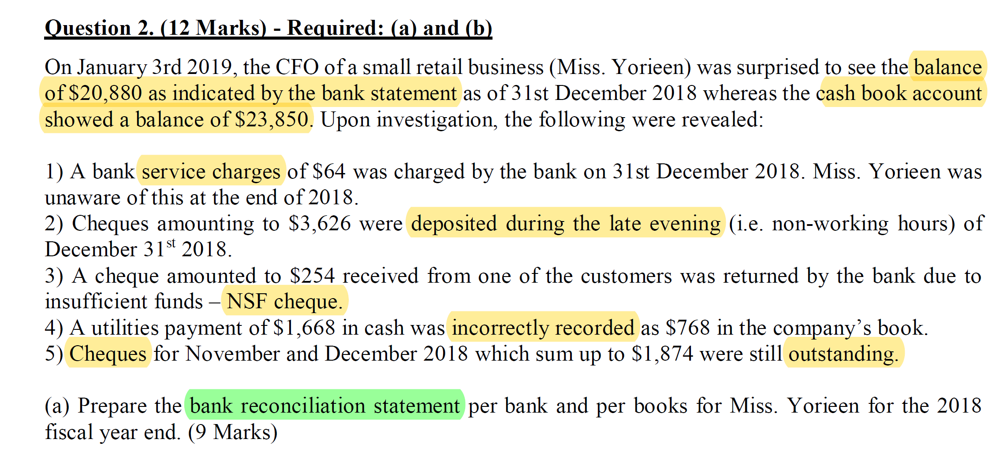 Question 2. (12 Marks) - Required: (a) and (b)
On January 3rd 2019, the CFO of a small retail business (Miss. Yorieen) was surprised to see the balance
of $20,880 as indicated by the bank statement as of 31st December 2018 whereas the cash book account
showed a balance of $23,850. Upon investigation, the following were revealed:
1) A bank service charges of $64 was charged by the bank on 31st December 2018. Miss. Yorieen was
unaware of this at the end of 2018.
2) Cheques amounting to $3,626 were deposited during the late evening (i.e. non-working hours) of
December 31st 2018.
3) A cheque amounted to $254 received from one of the customers was returned by the bank due to
insufficient funds – NSF cheque.
4) A utilities payment of $1,668 in cash was incorrectly recorded as $768 in the company’s book.
5) Cheques for November and December 2018 which sum up to $1,874 were still outstanding.
(a) Prepare the bank reconciliation statement per bank and per books for Miss. Yorieen for the 2018
fiscal year end. (9 Marks)